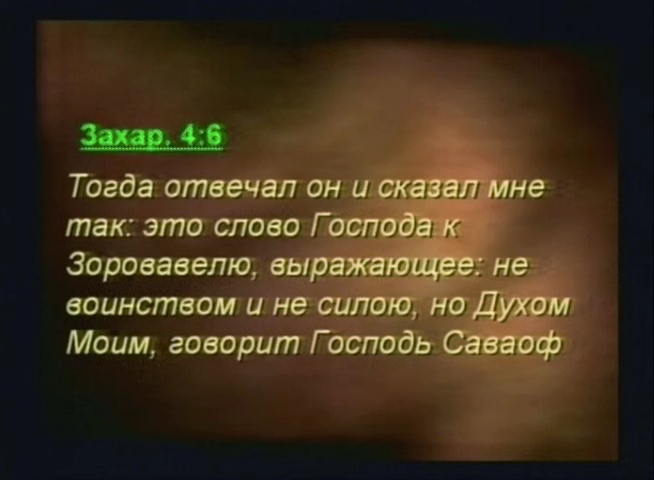 Захар. 4:6
Тогда отвечал он и сказал мне
так: это слово Господа к
Зоровавелю, выражающее: не
воинством и не силою, но Духом
Моим, говорит Господь Саваоф